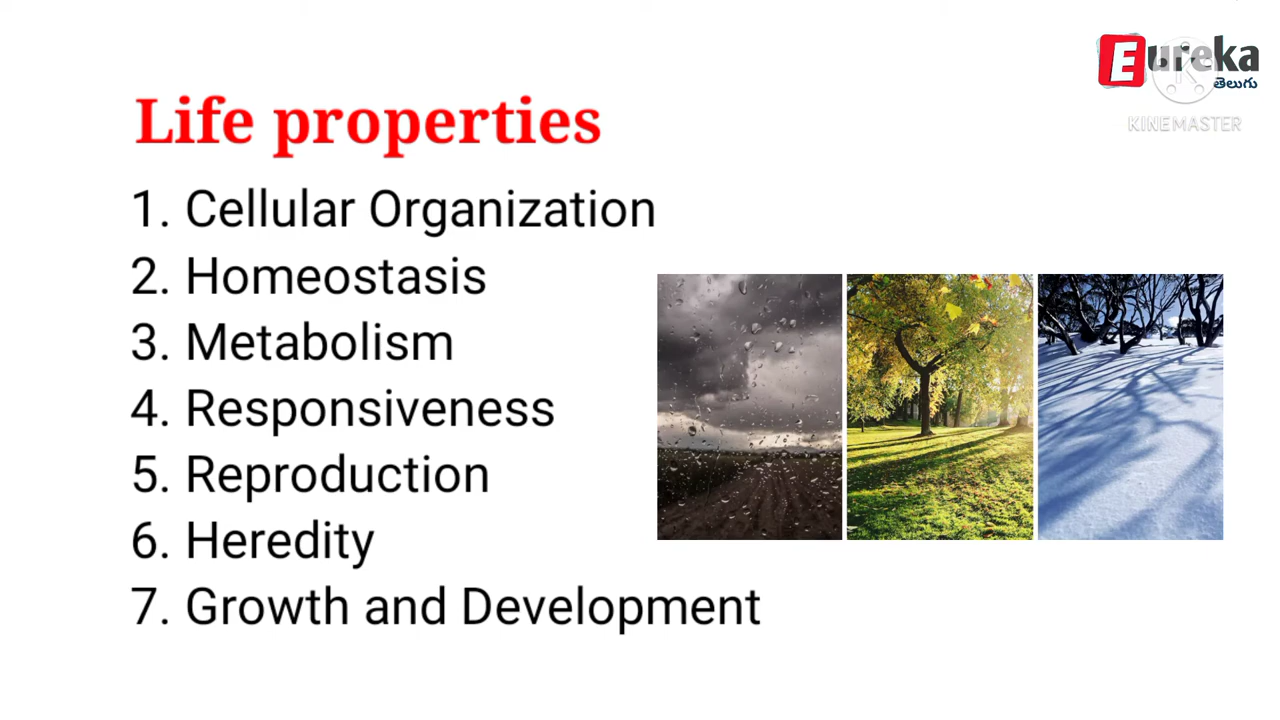 Eureka
తెలుగు
KINEMASTER
Life properties
1. Cellular Organization
2. Homeostasis
3. Metabolism
4. Responsiveness
5. Reproduction
6. Heredity
7. Growth and Development